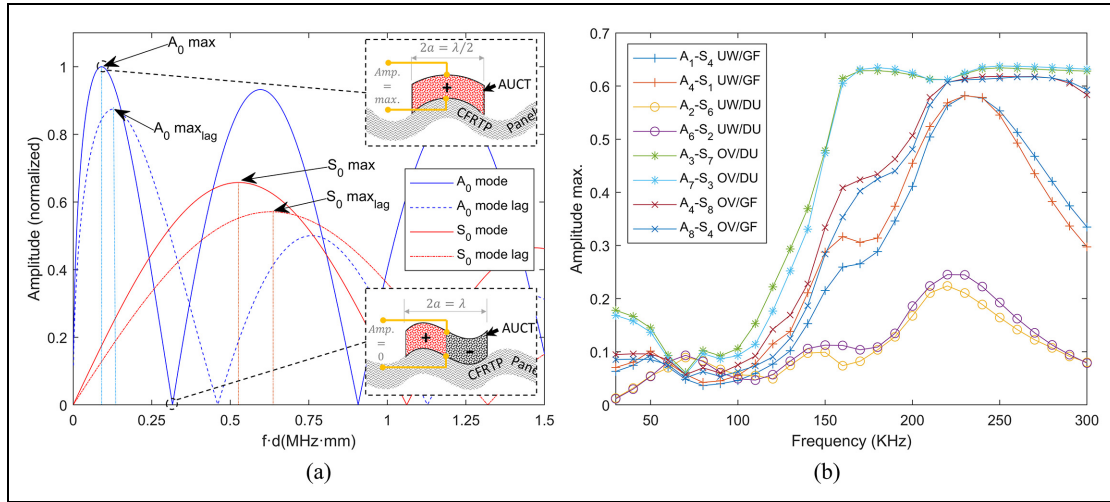 (a)
A0 max
A0 maxlag
S0 max
S0 maxlag
2a = λ/2
Amp.
=
max.
+
AUCT
CFRTP
Panel
A0 mode
A0 mode lag
S0 mode
S0 mode lag
2a = λ
Amp.
=
0
+
-
AUCT
CFRTP
Panel
Amplitude (normalized)
1
0.8
0.6
0.4
0.2
0
0
0.25
0.5
0.75
1
1.25
1.5
f·d(MHz·mm)
(a)
(b)
A1-S4 UW/GF
A4-S1 UW/GF
A2-S6 UW/DU
A6-S2 UW/DU
A3-S7 OV/DU
A7-S3 OV/DU
A4-S8 OV/GF
A8-S4 OV/GF
Amplitude max.
0.7
0.6
0.5
0.4
0.3
0.2
0.1
0
50
100
150
200
250
300
Frequency (KHz)
(b)